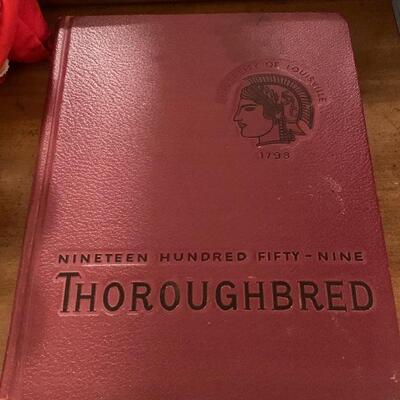 UNIVERSITY OF LOUISVILLE
1798
NINETEEN HUNDRED FIFTY-NINE
THOROUGHBRED